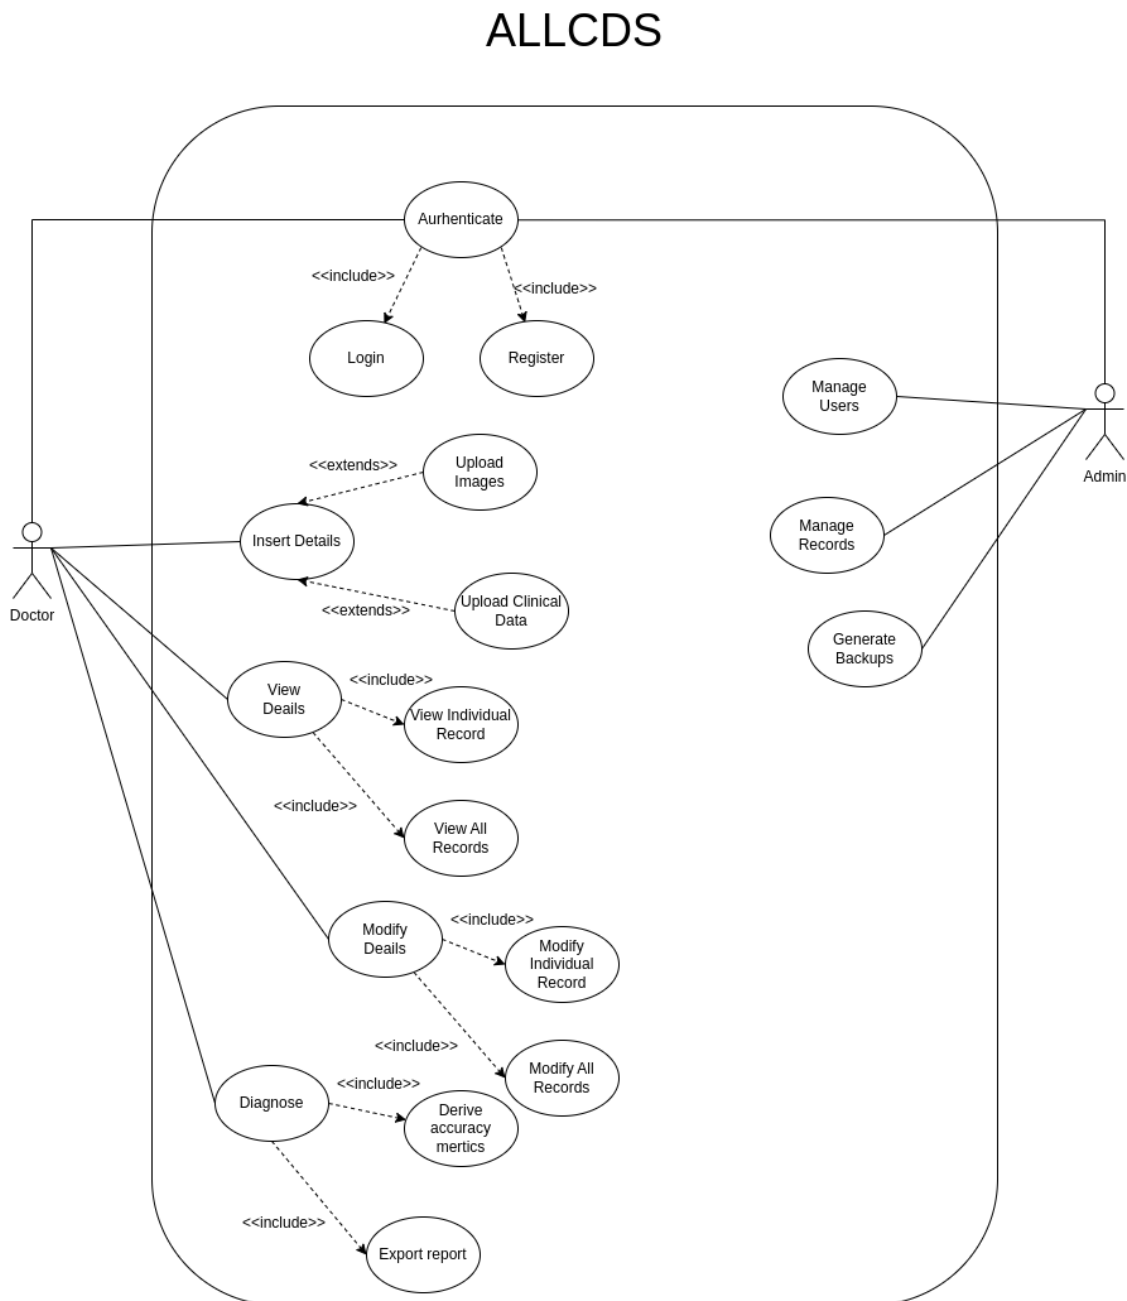 ALLCDS
Aurhenticate
<<include>>
<<include>>
Login
Register
Manage
Users
Admin
<<extends>>
Upload
Images
Manage
Records
Insert Details
Doctor
<<extends>>
Upload Clinical
Data
Generate
Backups
View
Deails
<<include>>
View Individual
Record
<<include>>
View All
Records
Modify
Deails
<<include>>
Modify
Individual
Record
<<include>>
Modify All
Records
Diagnose
<<include>>
Derive
accuracy
mertics
<<include>>
Export report